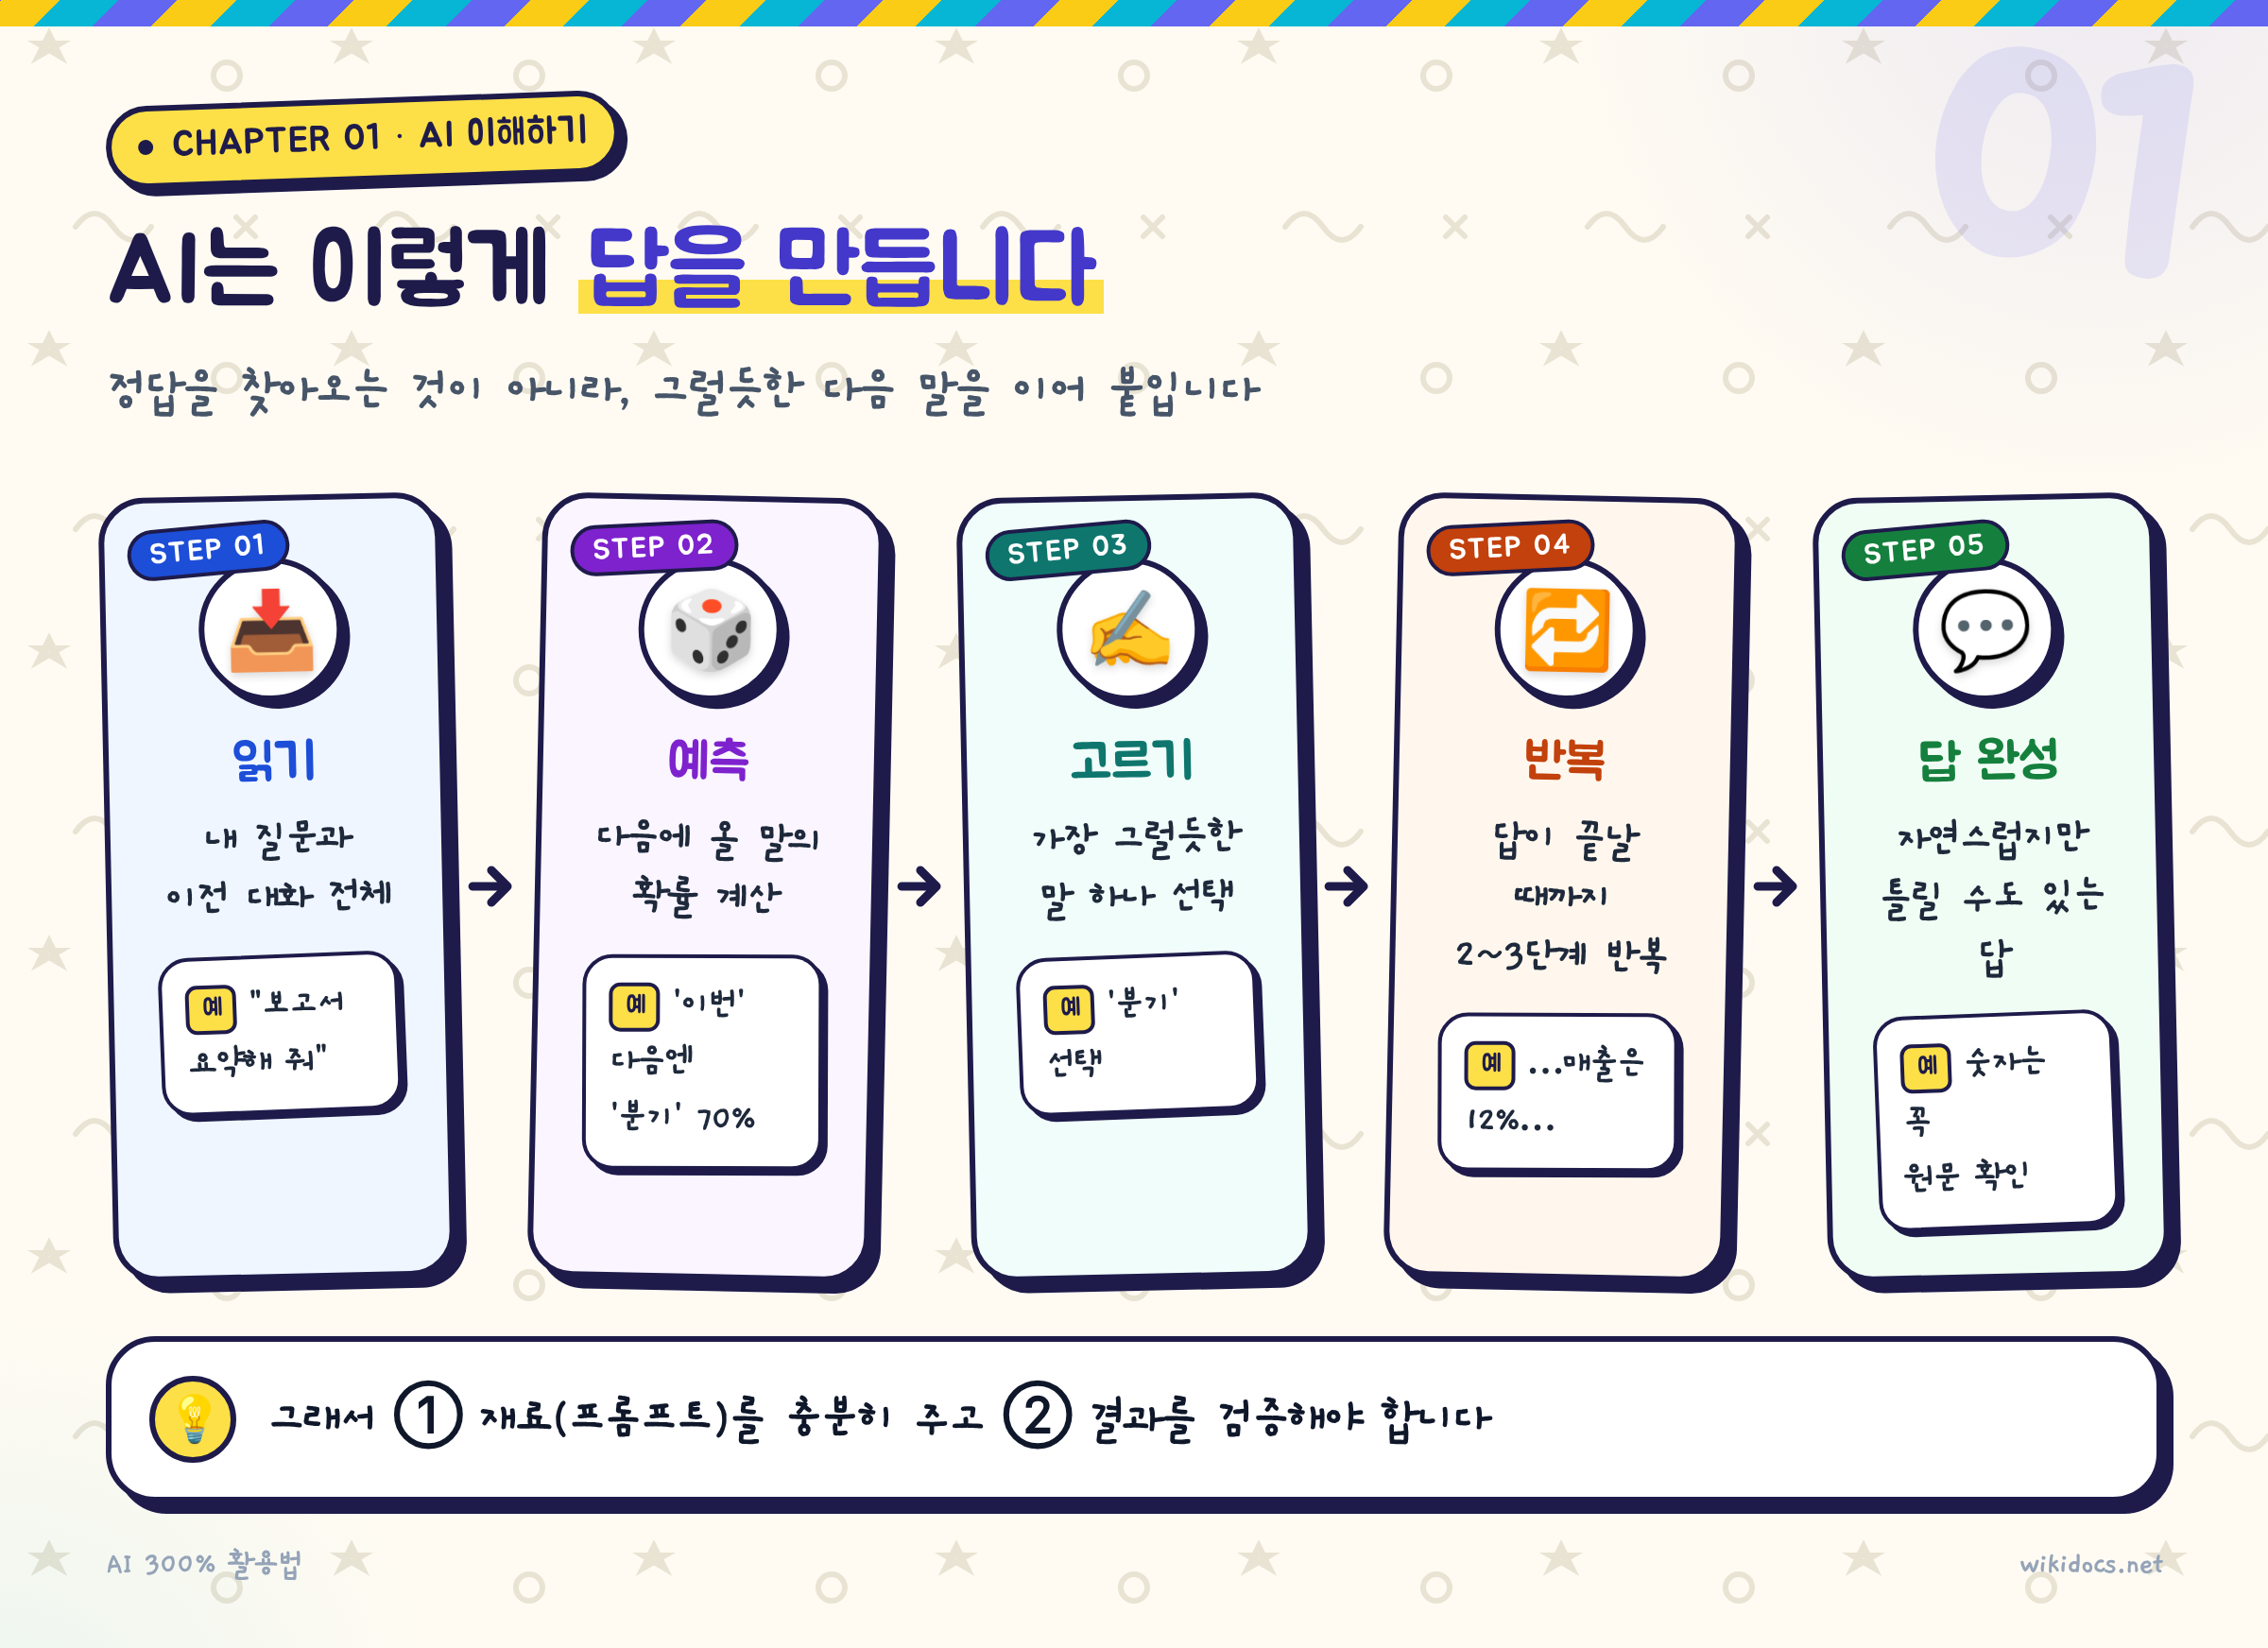 01
CHAPTER 01 · AI 이해하기
AI는 이렇게 답을 만듭니다
정답을 찾아오는 것이 아니라, 그럴듯한 다음 말을 이어 붙입니다
STEP 01
읽기
내 질문과
이전 대화 전체
예 "보고서
요약해 줘"
STEP 02
예측
다음에 올 말의
확률 계산
예 '이번'
다음엔
'분기' 70%
STEP 03
고르기
가장 그럴듯한
말 하나 선택
예 '분기'
선택
STEP 04
반복
답이 끝날
때까지
2~3단계 반복
예 ...매출은
12%...
STEP 05
답 완성
자연스럽지만
틀릴 수도 있는
답
예 숫자는
꼭
원문 확인
그래서 ① 재료(프롬프트)를 충분히 주고 ② 결과를 검증해야 합니다
AI 300% 활용법
wikidocs.net